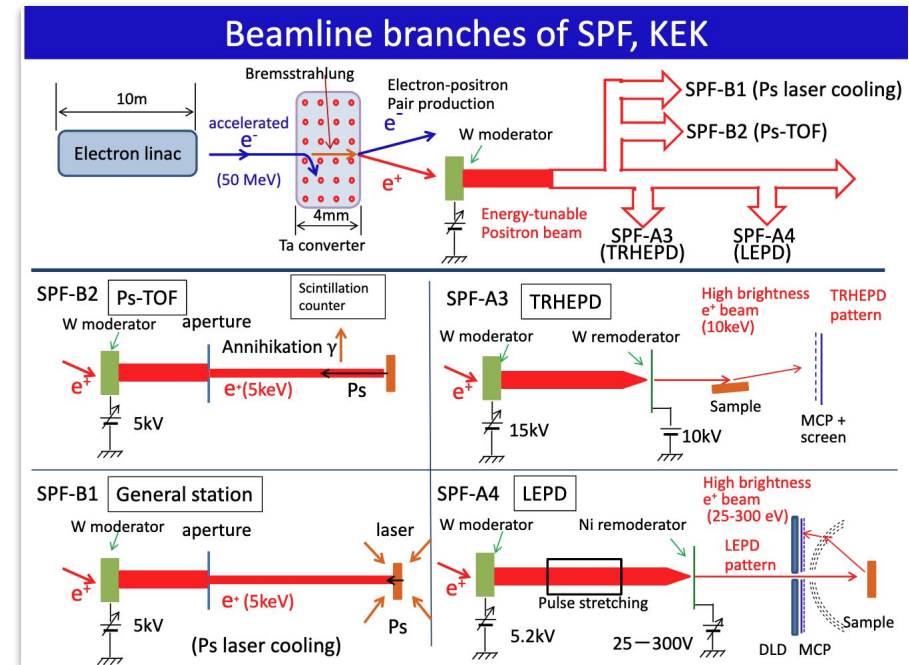 Beamline branches of SPF, KEK
Bremsstrahlung
10m
Electron linac
accelerated
e-
(50 MeV)
4mm
Ta converter
Electron-positron
Pair production
e-
e+
W moderator
Energy-tunable
Positron beam
SPF-B1 (Ps laser cooling)
SPF-B2 (Ps-TOF)
SPF-A3
(TRHEPD)
SPF-A4
(LEPD)
SPF-B2
Ps-TOF
Scintillation
counter
W moderator
aperture
Annihikation γ
e+
e+(5keV)
Ps
5kV
SPF-A3
TRHEPD
High brightness
e+ beam
(10keV)
TRHEPD
pattern
W moderator
W remoderator
e+
Sample
15kV
10kV
MCP +
screen
SPF-B1
General station
W moderator
aperture
laser
e+
e+ (5keV)
Ps
5kV
(Ps laser cooling)
SPF-A4
LEPD
High brightness
e+ beam
(25-300 eV)
W moderator
Ni remoderator
LEPD
pattern
e+
Pulse stretching
5.2kV
25-300V
Sample
DLD
MCP